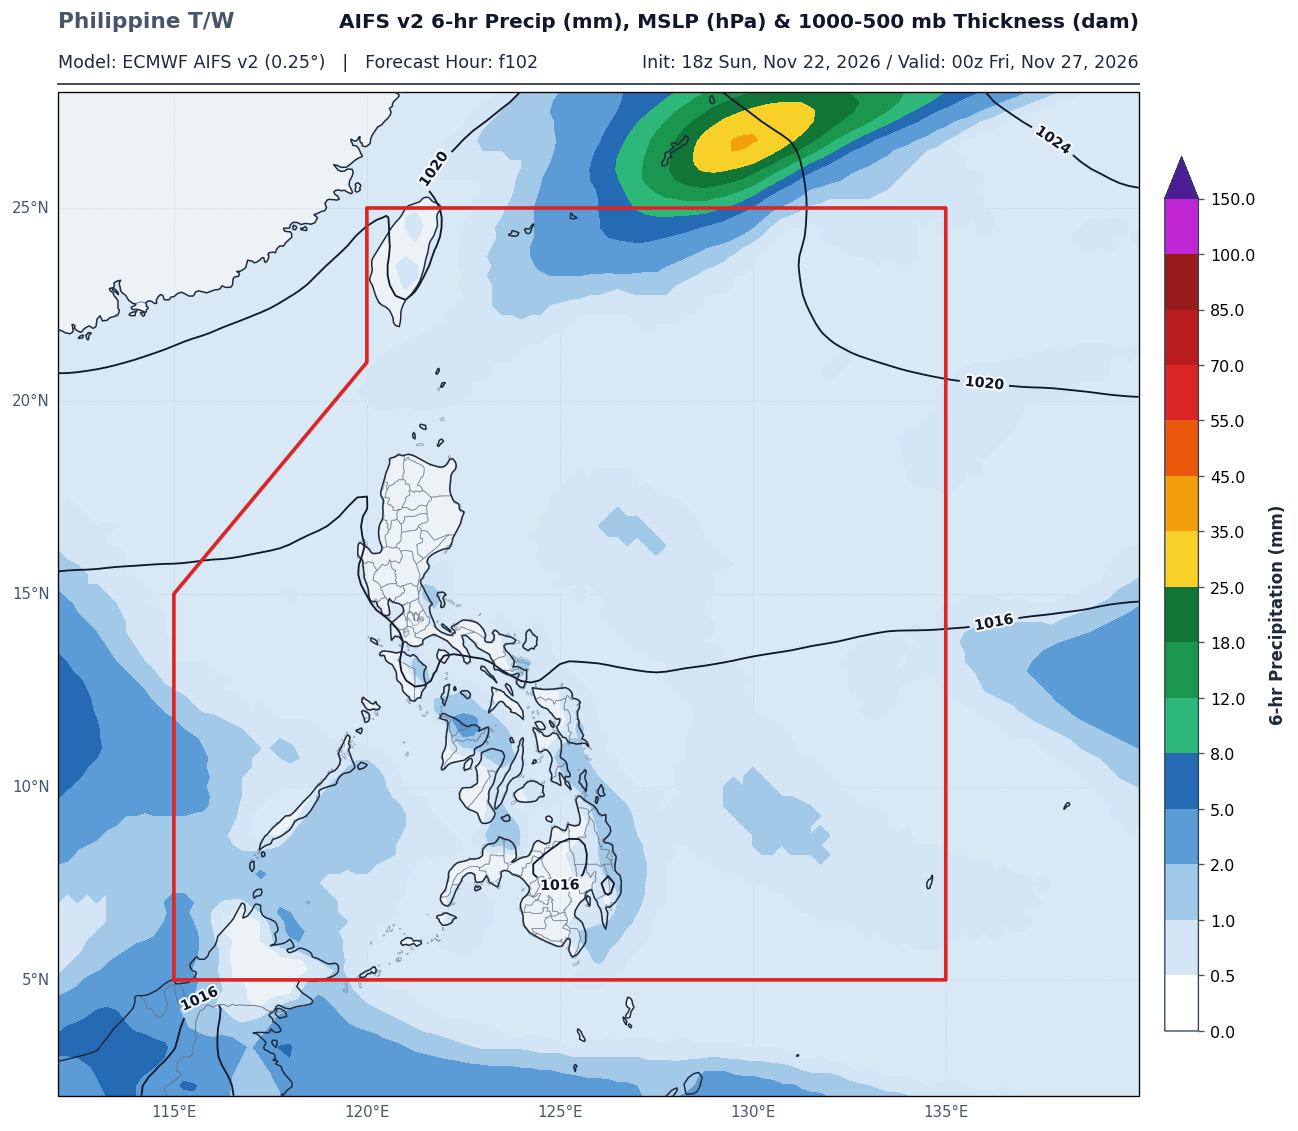 Philippine T/W
AIFS v2 6-hr Precip (mm), MSLP (hPa) & 1000-500 mb Thickness (dam)
Model: ECMWF AIFS v2 (0.25°)   |   Forecast Hour: f102
Init: 18z Sun, Nov 22, 2026 / Valid: 00z Fri, Nov 27, 2026
1020
1024
25°N
20°N
15°N
10°N
5°N
1020
1016
1016
1016
115°E
120°E
125°E
130°E
135°E
150.0
100.0
85.0
70.0
55.0
45.0
35.0
25.0
18.0
12.0
8.0
5.0
2.0
1.0
0.5
0.0
6-hr Precipitation (mm)